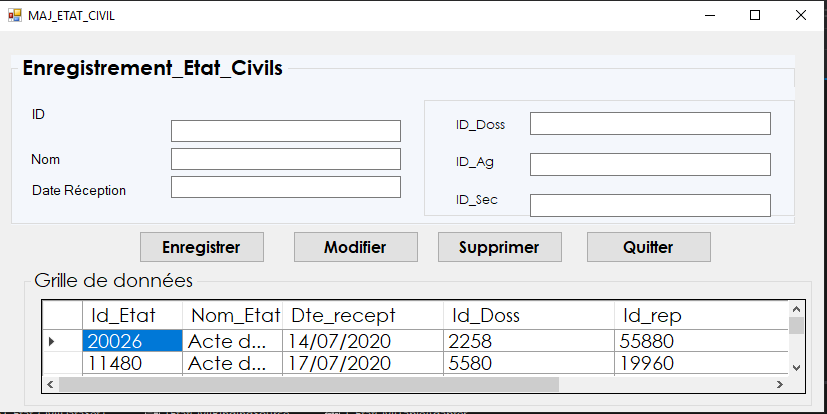 MAJ_ETAT_CIVIL
Enregistrement_Etat_Civils
ID
Nom
Date Réception
ID_Doss
ID_Ag
ID_Sec
Enregistrer Modifier Supprimer Quitter
Grille de données
Id_Etat Nom_Etat Dte_recept Id_Doss Id_rep
20026 Acte d... 14/07/2020 2258 55880
11480 Acte d... 17/07/2020 5580 19960